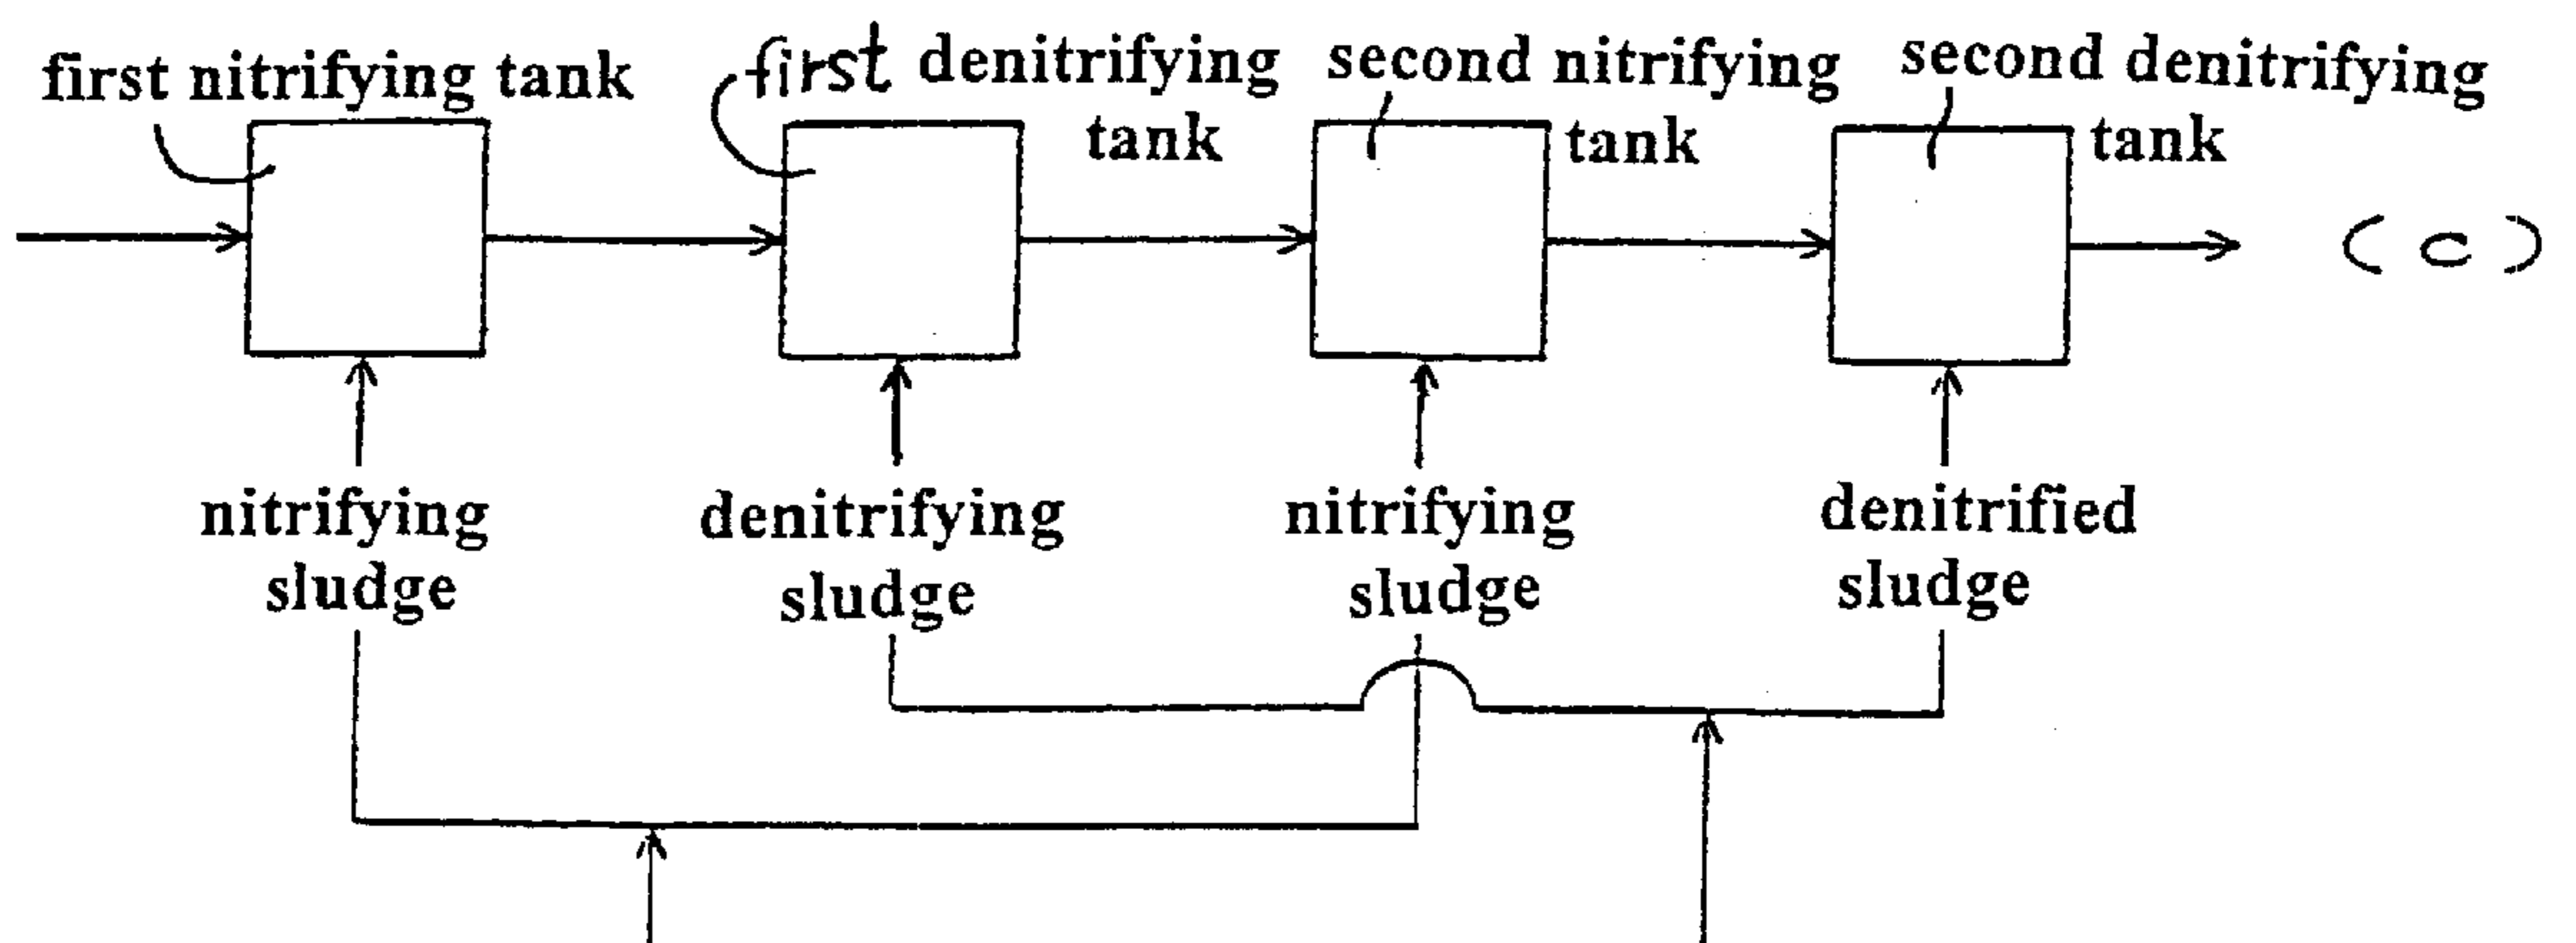 first nitrifying tank
first denitrifying
tank
second nitrifying
tank
second denitrifying
tank
(c)
nitrifying
sludge
denitrifying
sludge
nitrifying
sludge
denitrified
sludge